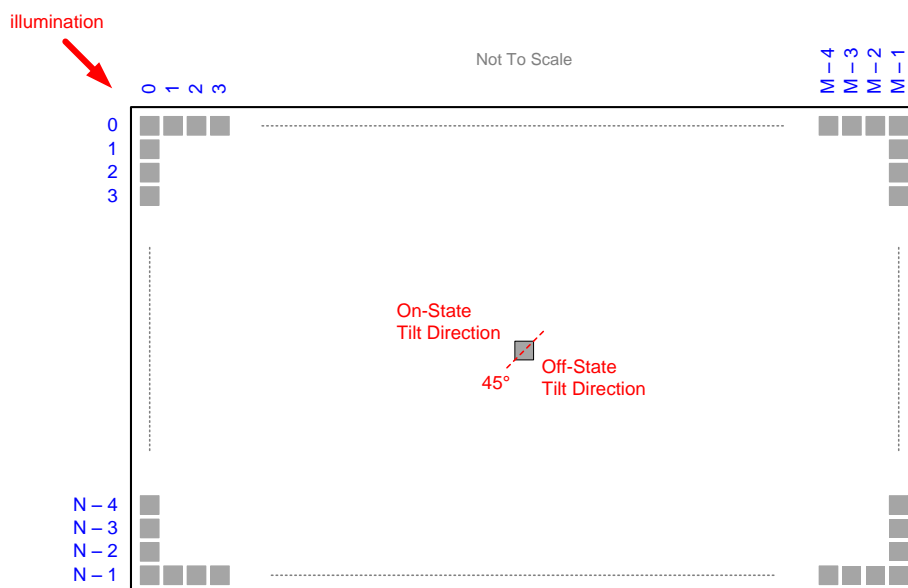 illumination
Not To Scale
0
1
2
3
M – 4
M – 3
M – 2
M – 1
0
1
2
3
On-State
Tilt Direction
45°
Off-State
Tilt Direction
N – 4
N – 3
N – 2
N – 1